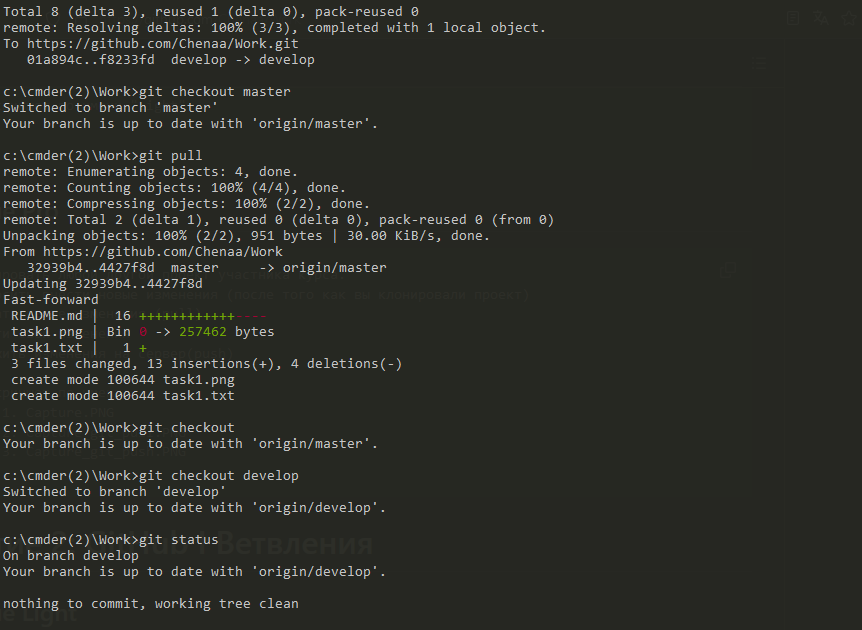 Total 8 (delta 3), reused 1 (delta 0), pack-reused 0
remote: Resolving deltas: 100% (3/3), completed with 1 local object.
To https://github.com/Chenaa/Work.git
   01a894c..f8233fd  develop -> develop

c:\cmder(2)\Work>git checkout master
Switched to branch 'master'
Your branch is up to date with 'origin/master'.

c:\cmder(2)\Work>git pull
remote: Enumerating objects: 4, done.
remote: Counting objects: 100% (4/4), done.
remote: Compressing objects: 100% (2/2), done.
remote: Total 2 (delta 1), reused 0 (delta 0), pack-reused 0 (from 0)
Unpacking objects: 100% (2/2), 951 bytes | 30.00 KiB/s, done.
From https://github.com/Chenaa/Work
   32939b4..4427f8d  master     -> origin/master
Updating 32939b4..4427f8d
Fast-forward
 README.md |  16 ++++++++++++----
 task1.png | Bin 0 -> 257462 bytes
 task1.txt |   1 +
 3 files changed, 13 insertions(+), 4 deletions(-)
 create mode 100644 task1.png
 create mode 100644 task1.txt

c:\cmder(2)\Work>git checkout
Your branch is up to date with 'origin/master'.

c:\cmder(2)\Work>git checkout develop
Switched to branch 'develop'
Your branch is up to date with 'origin/develop'.

c:\cmder(2)\Work>git status
Ветвления
On branch develop
Your branch is up to date with 'origin/develop'.

nothing to commit, working tree clean
Light